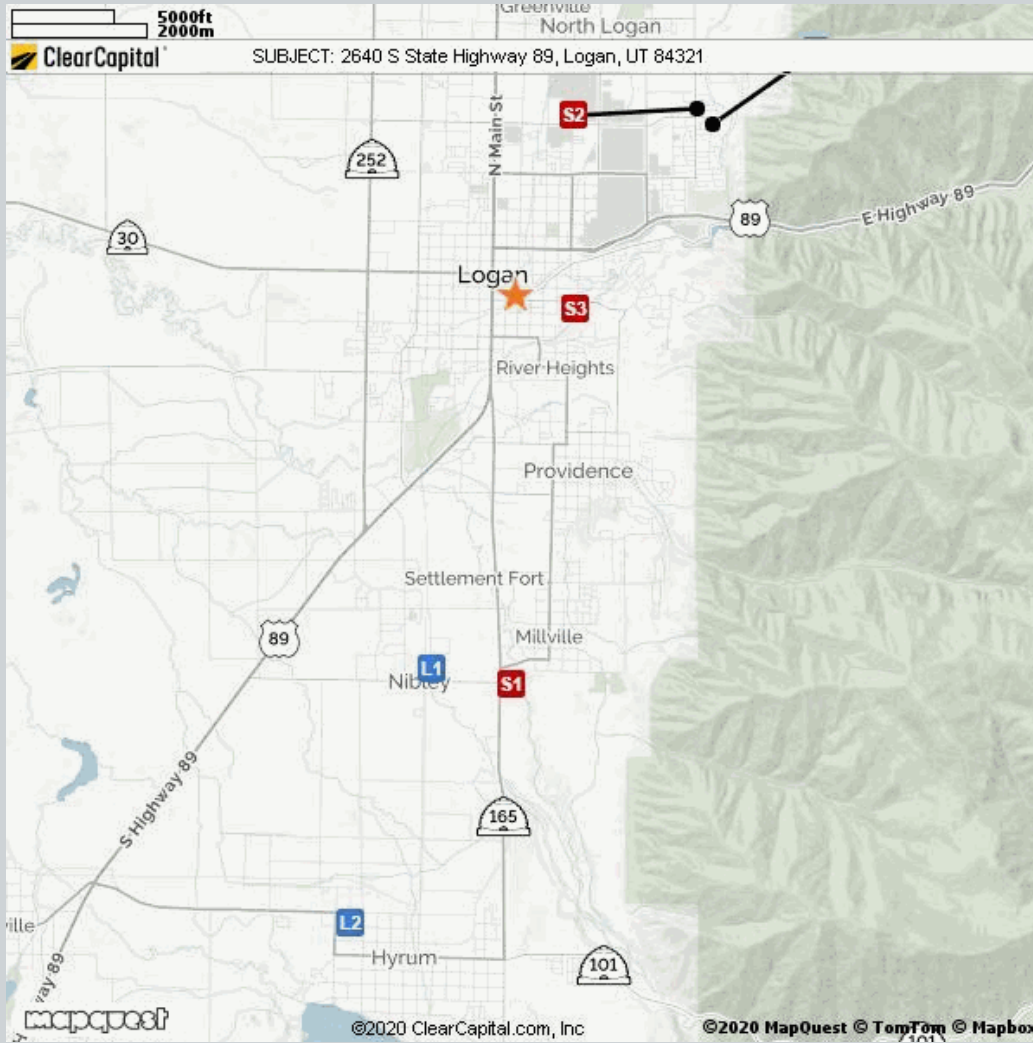 5000ft
2000m
Greenville
North Logan
ClearCapital
SUBJECT: 2640 S State Highway 89, Logan, UT 84321
S2
N Main St
252
89
E Highway 89
30
Logan
S3
River Heights
Providence
Settlement Fort
89
Millville
L1
Nibley
S1
S Highway 89
165
L2
ville
Hyrum
101
way 89
mapquest
©2020 ClearCapital.com, Inc
©2020 MapQuest © TomTom © Mapbox
101